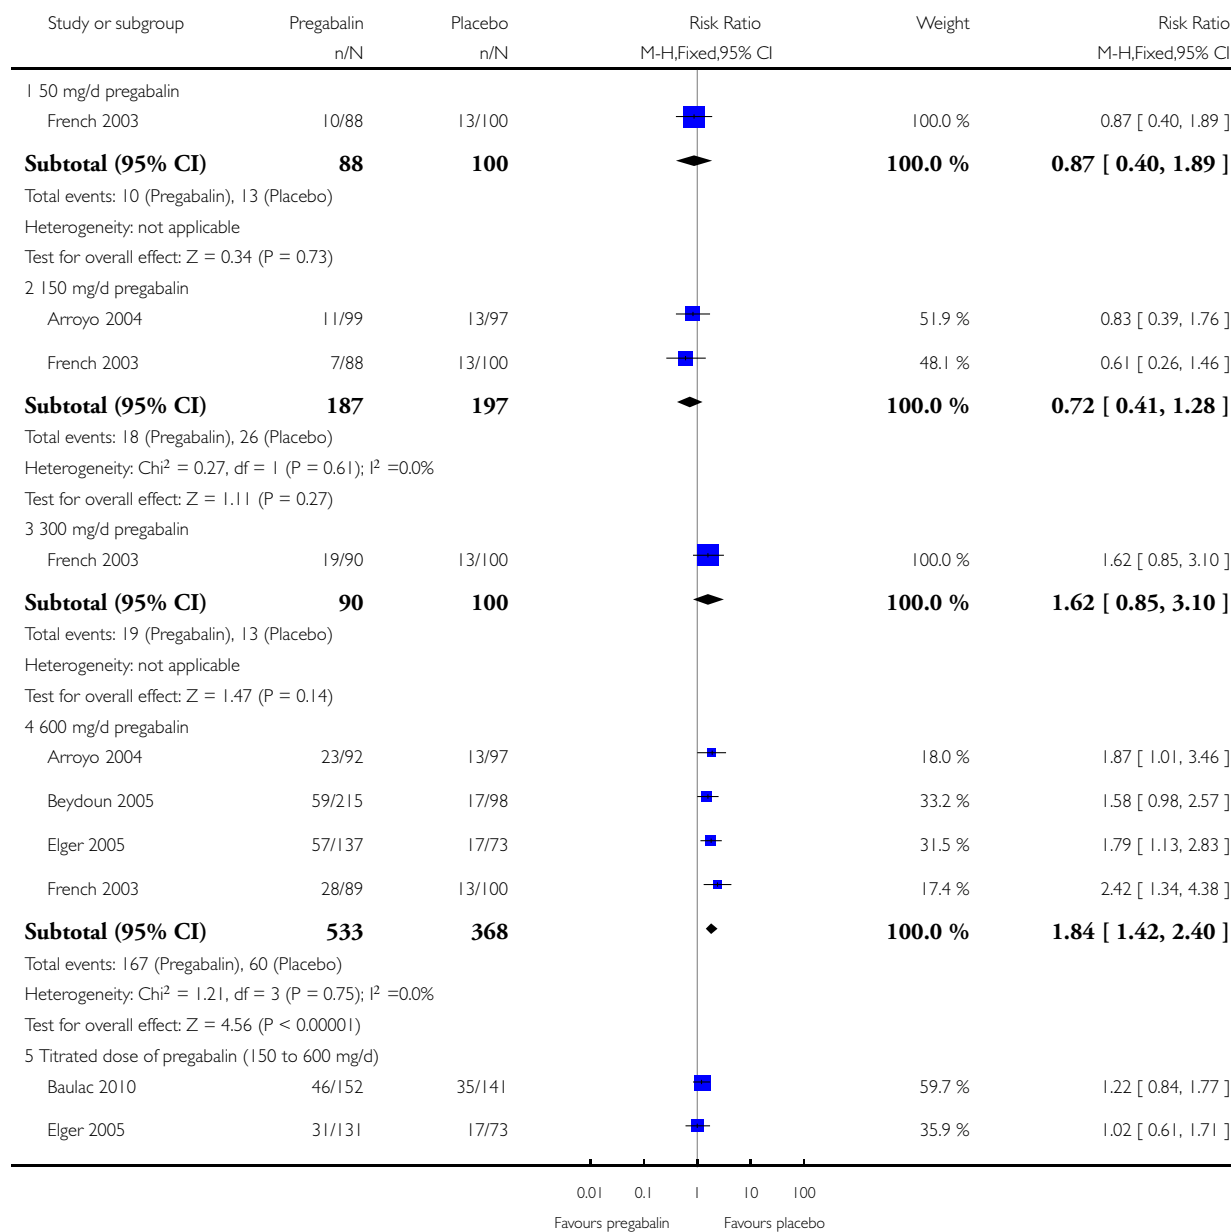 Study or subgroup Pregabalin Placebo Risk Ratio Weight Risk Ratio
n/N n/N M-H,Fixed,95% CI M-H,Fixed,95% CI
1 50 mg/d pregabalin
French 2003 10/88 13/100 100.0 % 0.87 [ 0.40, 1.89 ]
Subtotal (95% CI) 88 100 100.0 % 0.87 [ 0.40, 1.89 ]
Total events: 10 (Pregabalin), 13 (Placebo)
Heterogeneity: not applicable
Test for overall effect: Z = 0.34 (P = 0.73)
2 150 mg/d pregabalin
Arroyo 2004 11/99 13/97 51.9 % 0.83 [ 0.39, 1.76 ]
French 2003 7/88 13/100 48.1 % 0.61 [ 0.26, 1.46 ]
Subtotal (95% CI) 187 197 100.0 % 0.72 [ 0.41, 1.28 ]
Total events: 18 (Pregabalin), 26 (Placebo)
Heterogeneity: Chi² = 0.27, df = 1 (P = 0.61); I² =0.0%
Test for overall effect: Z = 1.11 (P = 0.27)
3 300 mg/d pregabalin
French 2003 19/90 13/100 100.0 % 1.62 [ 0.85, 3.10 ]
Subtotal (95% CI) 90 100 100.0 % 1.62 [ 0.85, 3.10 ]
Total events: 19 (Pregabalin), 13 (Placebo)
Heterogeneity: not applicable
Test for overall effect: Z = 1.47 (P = 0.14)
4 600 mg/d pregabalin
Arroyo 2004 23/92 13/97 18.0 % 1.87 [ 1.01, 3.46 ]
Beydoun 2005 59/215 17/98 33.2 % 1.58 [ 0.98, 2.57 ]
Elger 2005 57/137 17/73 31.5 % 1.79 [ 1.13, 2.83 ]
French 2003 28/89 13/100 17.4 % 2.42 [ 1.34, 4.38 ]
Subtotal (95% CI) 533 368 100.0 % 1.84 [ 1.42, 2.40 ]
Total events: 167 (Pregabalin), 60 (Placebo)
Heterogeneity: Chi² = 1.21, df = 3 (P = 0.75); I² =0.0%
Test for overall effect: Z = 4.56 (P < 0.00001)
5 Titrated dose of pregabalin (150 to 600 mg/d)
Baulac 2010 46/152 35/141 59.7 % 1.22 [ 0.84, 1.77 ]
Elger 2005 31/131 17/73 35.9 % 1.02 [ 0.61, 1.71 ]
0.01 0.1 1 10 100
Favours pregabalin Favours placebo